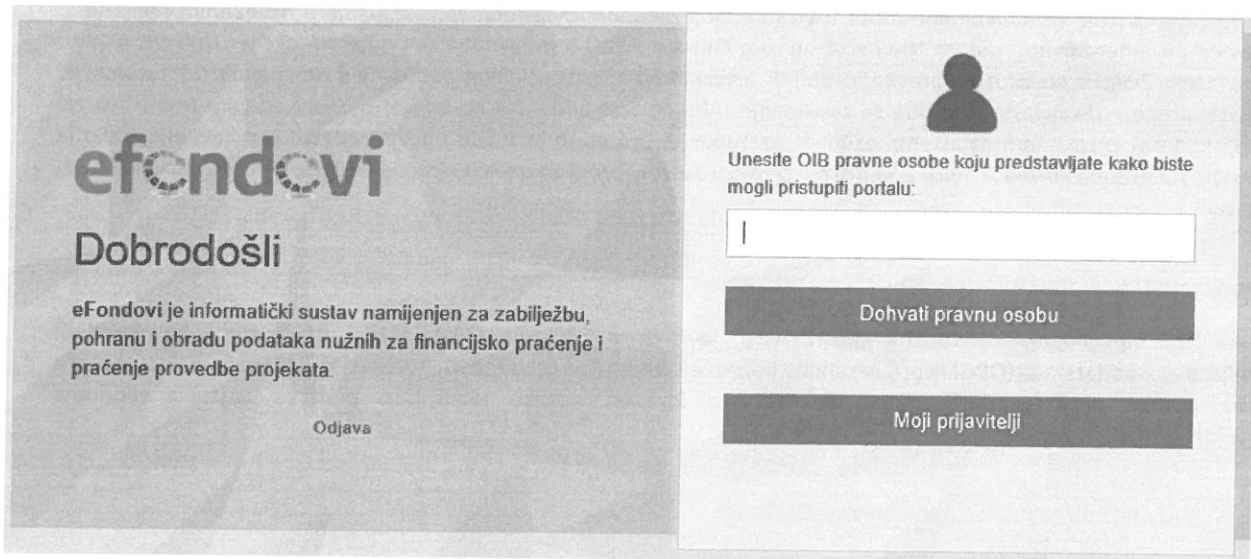 efondovi
Dobrodošli
eFondovi je informatički sustav namijenjen za zabilježbu,
pohranu i obradu podataka nužnih za financijsko praćenje i
praćenje provedbe projekata.
Odjava
Unesite OIB pravne osobe koju predstavljate kako biste
mogli pristupiti portalu:
Dohvati pravnu osobu
Moji prijavitelji